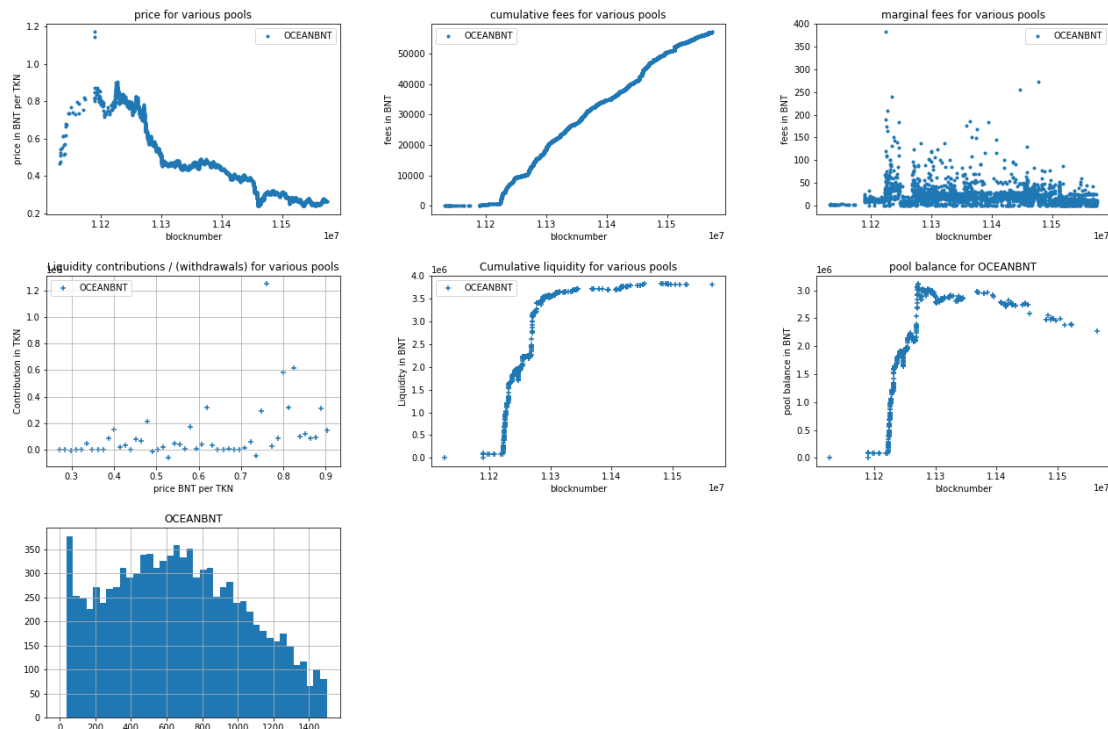 price for various pools
OCEANBNT
price in BNT per TKN
1.2
1.0
0.8
0.6
0.4
0.2
1.12 1.13 1.14 1.15
1e7
blocknumber
cumulative fees for various pools
OCEANBNT
fees in BNT
50000
40000
30000
20000
10000
0
1.12 1.13 1.14 1.15
1e7
blocknumber
marginal fees for various pools
OCEANBNT
fees in BNT
400
350
300
250
200
150
100
50
0
1.12 1.13 1.14 1.15
1e7
blocknumber
Liquidity contributions / (withdrawals) for various pools
1e6
OCEANBNT
Contribution in TKN
1.2
1.0
0.8
0.6
0.4
0.2
0.0
0.3 0.4 0.5 0.6 0.7 0.8 0.9
price BNT per TKN
Cumulative liquidity for various pools
1e6
OCEANBNT
Liquidity in BNT
4.0
3.5
3.0
2.5
2.0
1.5
1.0
0.5
0.0
1.12 1.13 1.14 1.15
1e7
blocknumber
pool balance for OCEANBNT
1e6
pool balance in BNT
3.0
2.5
2.0
1.5
1.0
0.5
0.0
1.12 1.13 1.14 1.15
1e7
blocknumber
OCEANBNT
350
300
250
200
150
100
50
0
0 200 400 600 800 1000 1200 1400